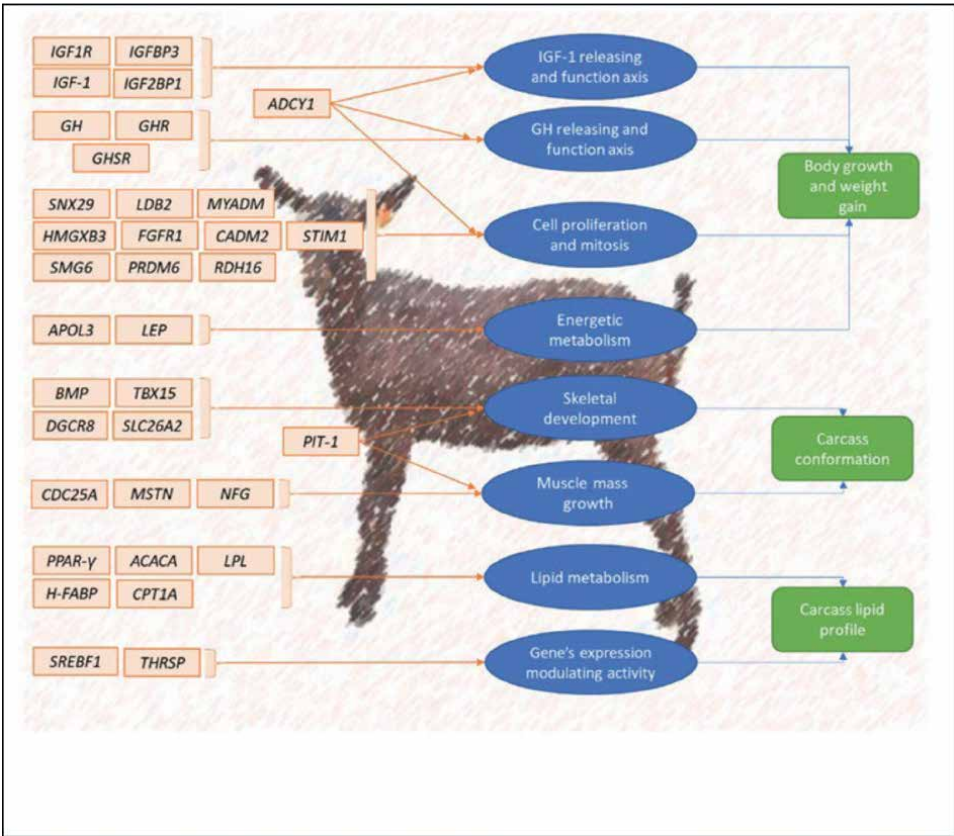 IGF1R IGFBP3
IGF-1 IGF2BP1
IGF-1 releasing
and function axis
ADCY1
GH GHR
GHSR
GH releasing and
function axis
Body growth
and weight
gain
SNX29 LDB2 MYADM
HMGXB3 FGFR1 CADM2 STIM1
SMG6 PRDM6 RDH16
Cell proliferation
and mitosis
APOL3 LEP
Energetic
metabolism
BMP TBX15
DGCR8 SLC26A2
Skeletal
development
PIT-1
Carcass
conformation
CDC25A MSTN NFG
Muscle mass
growth
PPAR-γ ACACA LPL
H-FABP CPT1A
Lipid metabolism
Carcass lipid
profile
SREBF1 THRSP
Gene's expression
modulating activity